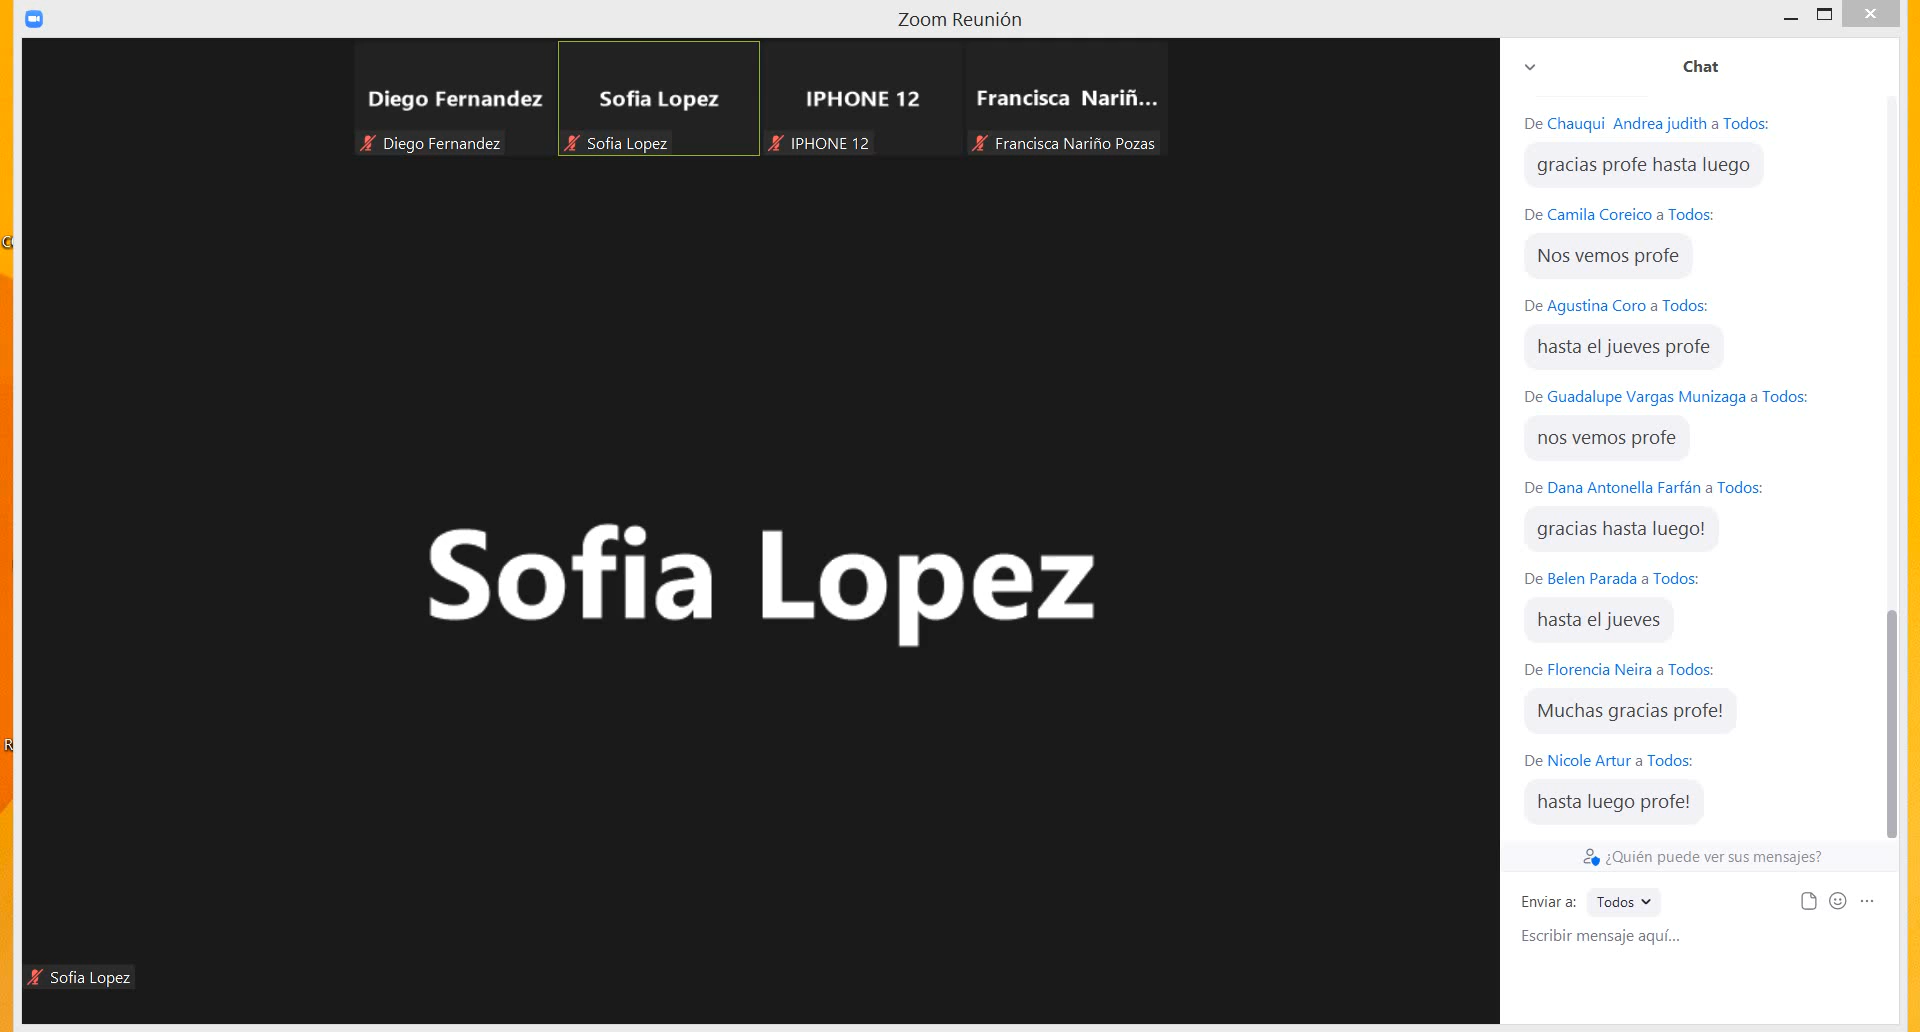 Zoom Reunión
Diego Fernandez
Sofia Lopez
IPHONE 12
Francisca Nariñ...
Diego Fernandez
Sofia Lopez
IPHONE 12
Francisca Nariño Pozas
Sofia Lopez
Sofia Lopez
Chat
De Chauqui Andrea judith a Todos:
gracias profe hasta luego
De Camila Coreico a Todos:
Nos vemos profe
De Agustina Coro a Todos:
hasta el jueves profe
De Guadalupe Vargas Munizaga a Todos:
nos vemos profe
De Dana Antonella Farfán a Todos:
gracias hasta luego!
De Belen Parada a Todos:
hasta el jueves
De Florencia Neira a Todos:
Muchas gracias profe!
De Nicole Artur a Todos:
hasta luego profe!
¿Quién puede ver sus mensajes?
Enviar a: Todos
Escribir mensaje aquí...